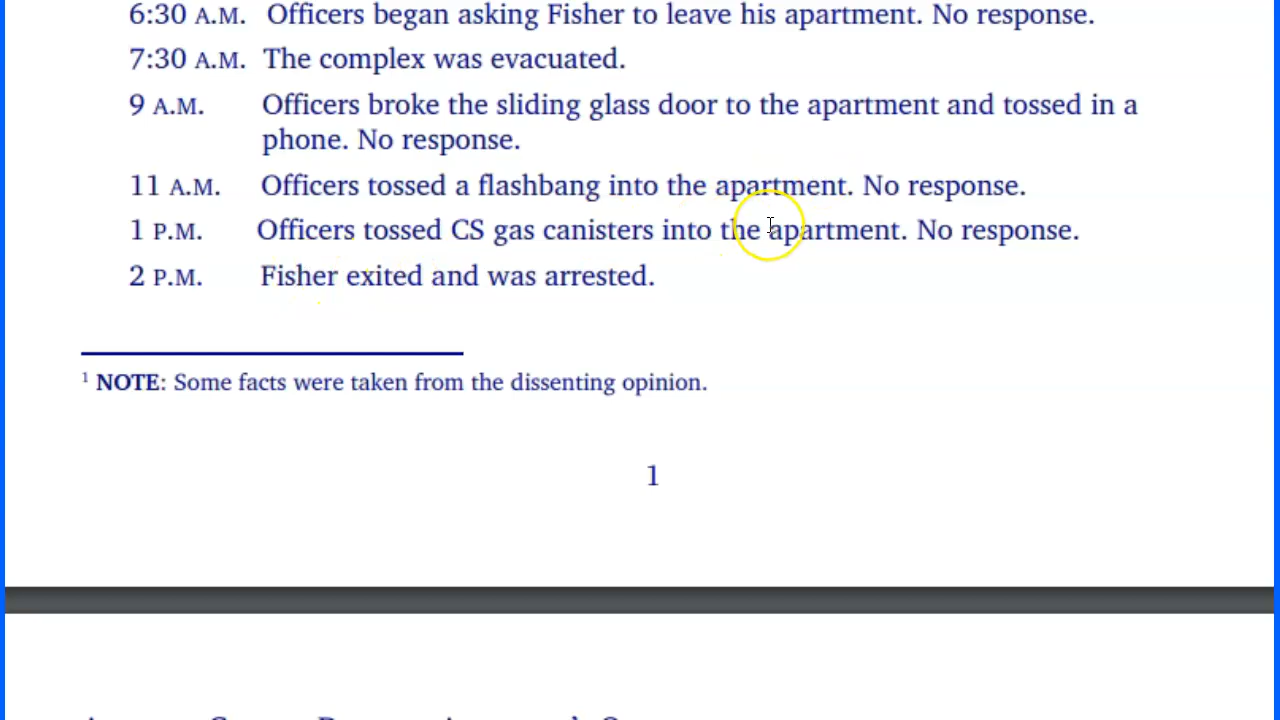 6:30 A.M. Officers began asking Fisher to leave his apartment. No response.
7:30 A.M. The complex was evacuated.
9 A.M. Officers broke the sliding glass door to the apartment and tossed in a
phone. No response.
11 A.M. Officers tossed a flashbang into the apartment. No response.
1 P.M. Officers tossed CS gas canisters into the apartment. No response.
2 P.M. Fisher exited and was arrested.
1 NOTE: Some facts were taken from the dissenting opinion.
1